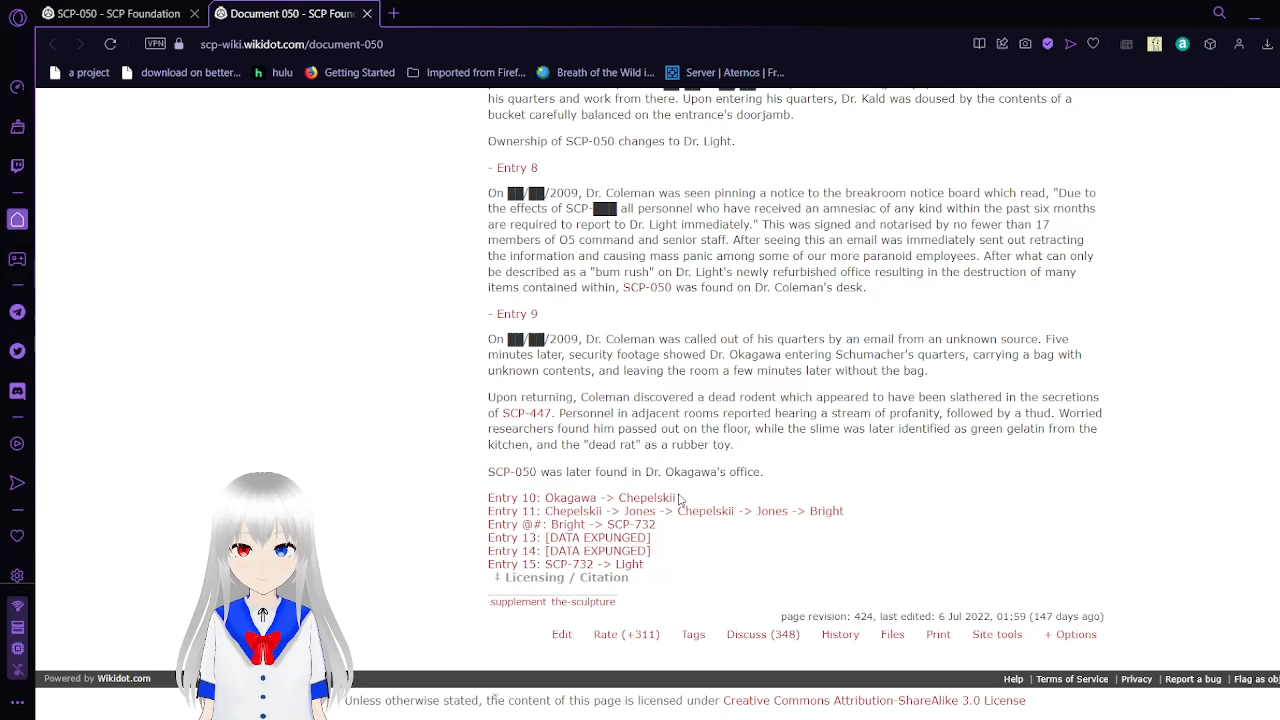 SCP-050 - SCP Foundation
Document 050 - SCP Foun
VPN
scp-wiki.wikidot.com/document-050
a project
download on better...
hulu
Getting Started
Imported from Firef...
Breath of the Wild i...
Server | Aternos | Fr...
his quarters and work from there. Upon entering his quarters, Dr. Kald was doused by the contents of a
bucket carefully balanced on the entrance's doorjamb.
Ownership of SCP-050 changes to Dr. Light.
- Entry 8
On ██/██/2009, Dr. Coleman was seen pinning a notice to the breakroom notice board which read, "Due to
the effects of SCP-███ all personnel who have received an amnesiac of any kind within the past six months
are required to report to Dr. Light immediately." This was signed and notarised by no fewer than 17
members of O5 command and senior staff. After seeing this an email was immediately sent out retracting
the information and causing mass panic among some of our more paranoid employees. After what can only
be described as a "bum rush" on Dr. Light's newly refurbished office resulting in the destruction of many
items contained within, SCP-050 was found on Dr. Coleman's desk.
- Entry 9
On ██/██/2009, Dr. Coleman was called out of his quarters by an email from an unknown source. Five
minutes later, security footage showed Dr. Okagawa entering Schumacher's quarters, carrying a bag with
unknown contents, and leaving the room a few minutes later without the bag.
Upon returning, Coleman discovered a dead rodent which appeared to have been slathered in the secretions
of SCP-447. Personnel in adjacent rooms reported hearing a stream of profanity, followed by a thud. Worried
researchers found him passed out on the floor, while the slime was later identified as green gelatin from the
kitchen, and the "dead rat" as a rubber toy.
SCP-050 was later found in Dr. Okagawa's office.
Entry 10: Okagawa -> Chepelskii
Entry 11: Chepelskii -> Jones -> Chepelskii -> Jones -> Bright
Entry @#: Bright -> SCP-732
Entry 13: [DATA EXPUNGED]
Entry 14: [DATA EXPUNGED]
Entry 15: SCP-732 -> Light
‡ Licensing / Citation
supplement the-sculpture
page revision: 424, last edited: 6 Jul 2022, 01:59 (147 days ago)
Edit
Rate (+311)
Tags
Discuss (348)
History
Files
Print
Site tools
+ Options
Powered by Wikidot.com
Help | Terms of Service | Privacy | Report a bug | Flag as obj
Unless otherwise stated, the content of this page is licensed under Creative Commons Attribution-ShareAlike 3.0 License